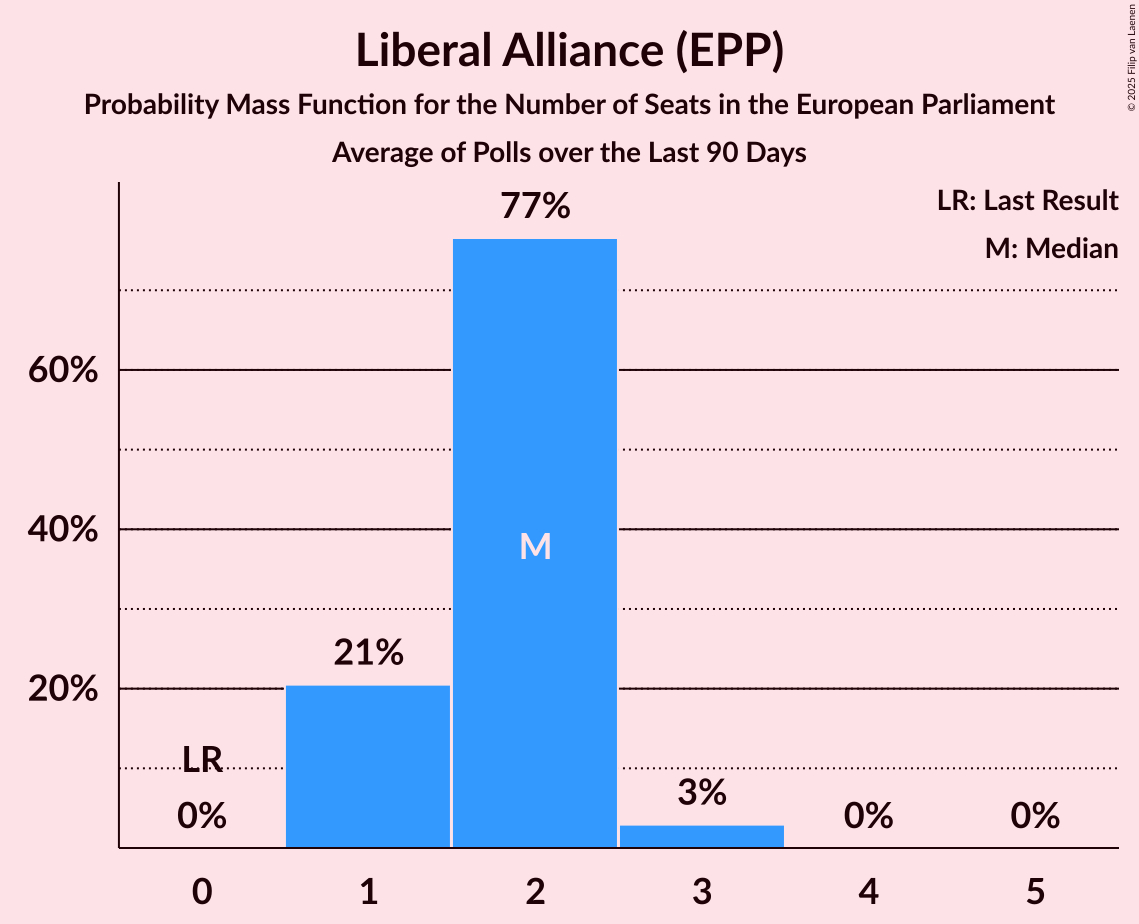 Liberal Alliance (EPP)
Probability Mass Function for the Number of Seats in the European Parliament
Average of Polls over the Last 90 Days
© 2025 Filip van Laenen
LR: Last Result
M: Median
77%
60%
40%
M
21%
20%
LR
3%
0%
0%
0%
0 1 2 3 4 5